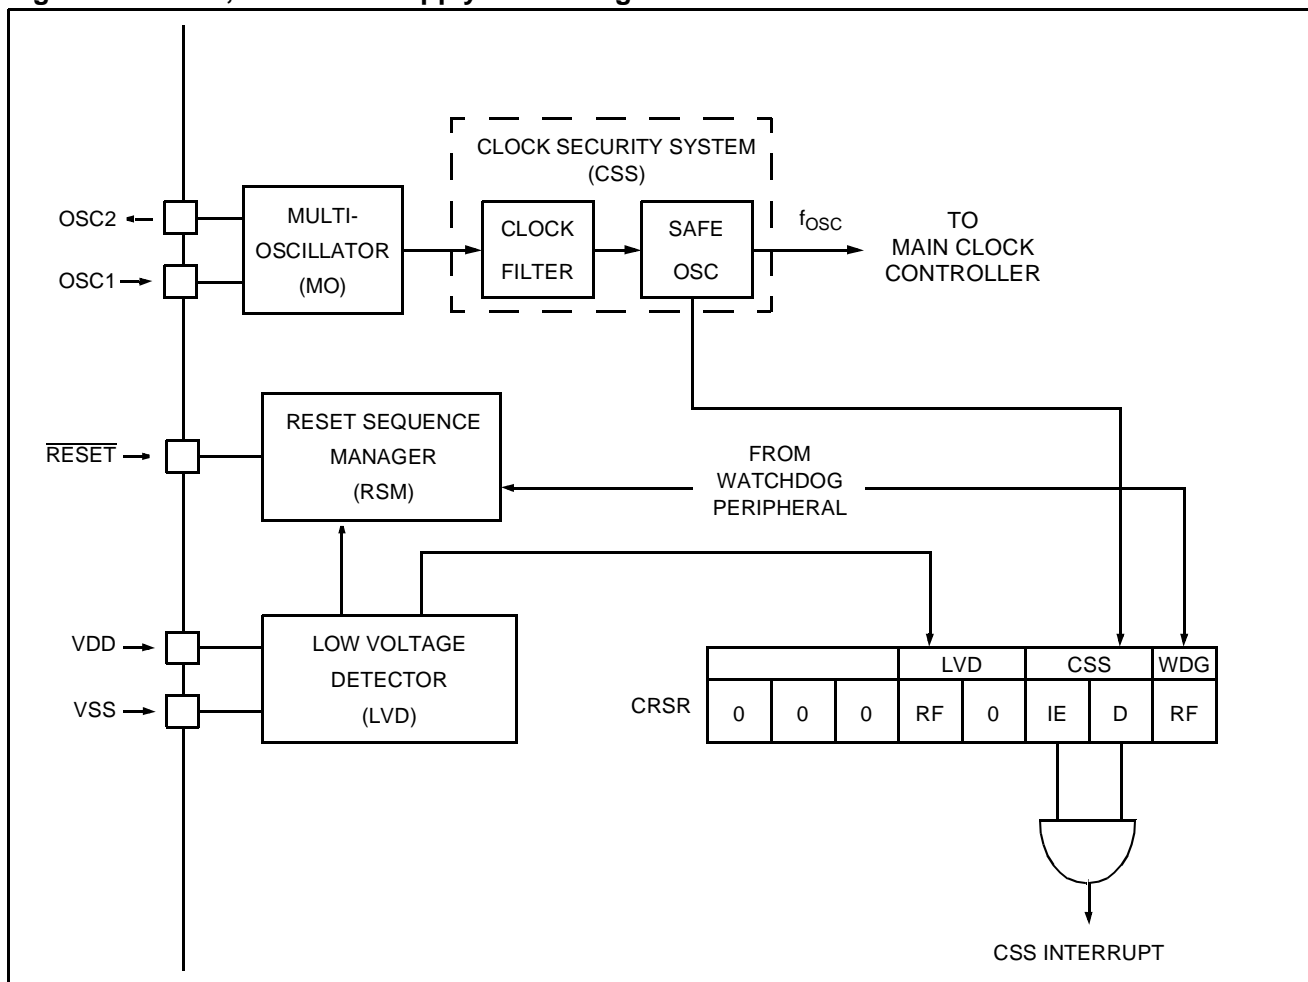 CLOCK SECURITY SYSTEM
(CSS)
OSC2
OSC1
MULTI-
OSCILLATOR
(MO)
CLOCK
FILTER
SAFE
OSC
fOSC
TO
MAIN CLOCK
CONTROLLER
RESET
RESET SEQUENCE
MANAGER
(RSM)
FROM
WATCHDOG
PERIPHERAL
VDD
VSS
LOW VOLTAGE
DETECTOR
(LVD)
LVD CSS WDG
CRSR 0 0 0 RF 0 IE D RF
CSS INTERRUPT